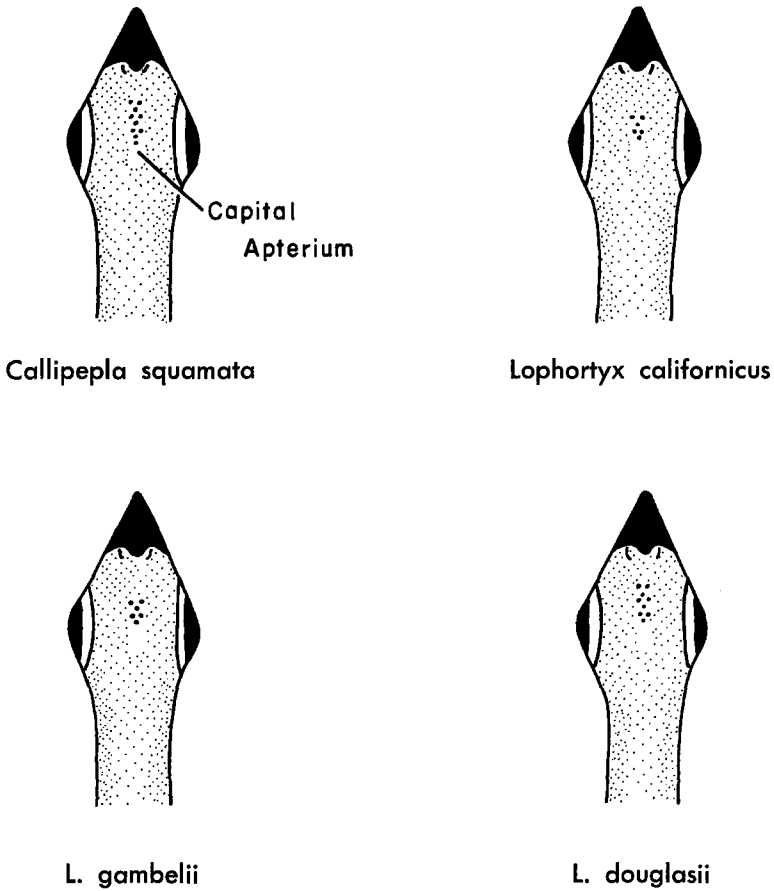 Capital
Apterium
Callipepla squamata
Lophortyx californicus
L. gambelii
L. douglasii